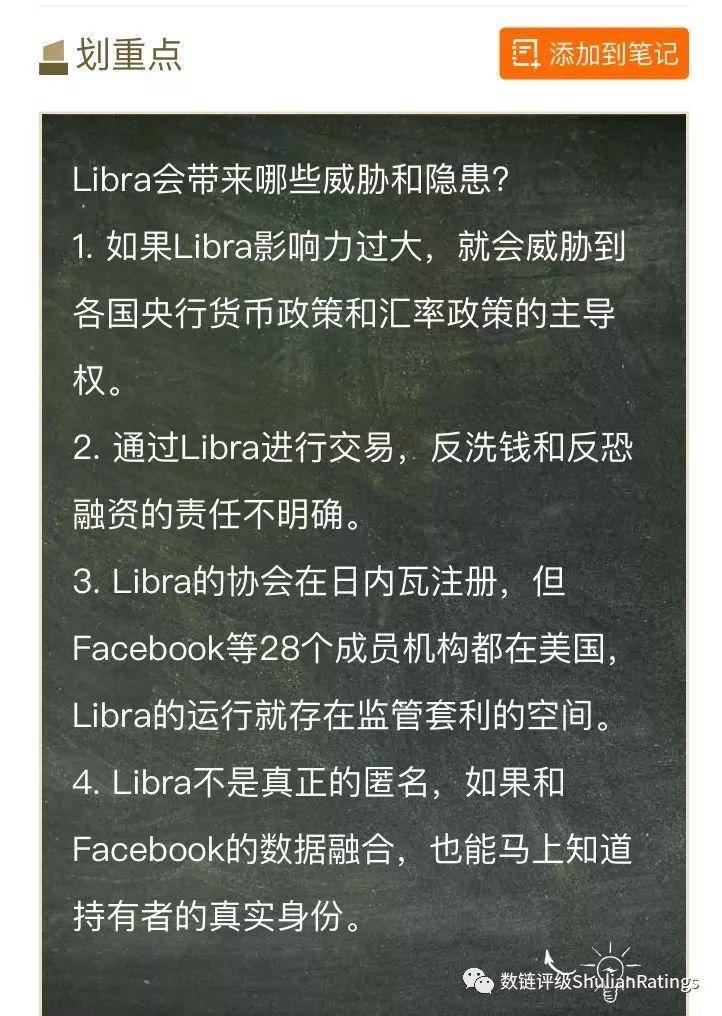 划重点
添加到笔记
Libra会带来哪些威胁和隐患？
1. 如果Libra影响力过大，就会威胁到
各国央行货币政策和汇率政策的主导
权。
2. 通过Libra进行交易，反洗钱和反恐
融资的责任不明确。
3. Libra的协会在日内瓦注册，但
Facebook等28个成员机构都在美国，
Libra的运行就存在监管套利的空间。
4. Libra不是真正的匿名，如果和
Facebook的数据融合，也能马上知道
持有者的真实身份。
数链评级ShulianRatings